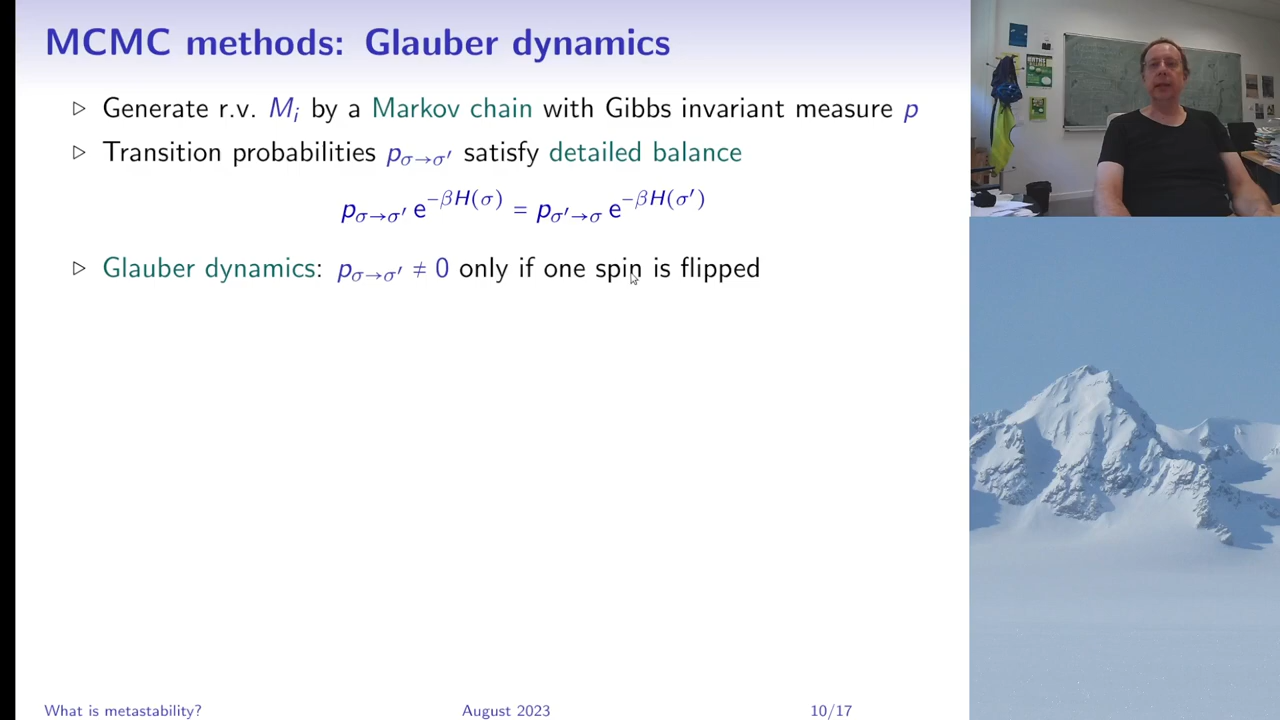 MCMC methods: Glauber dynamics
▷ Generate r.v. M_i by a Markov chain with Gibbs invariant measure p
▷ Transition probabilities p_{σ→σ′} satisfy detailed balance
p_{σ→σ′} e^{−βH(σ)} = p_{σ′→σ} e^{−βH(σ′)}
▷ Glauber dynamics: p_{σ→σ′} ≠ 0 only if one spin is flipped
What is metastability? August 2023 10/17